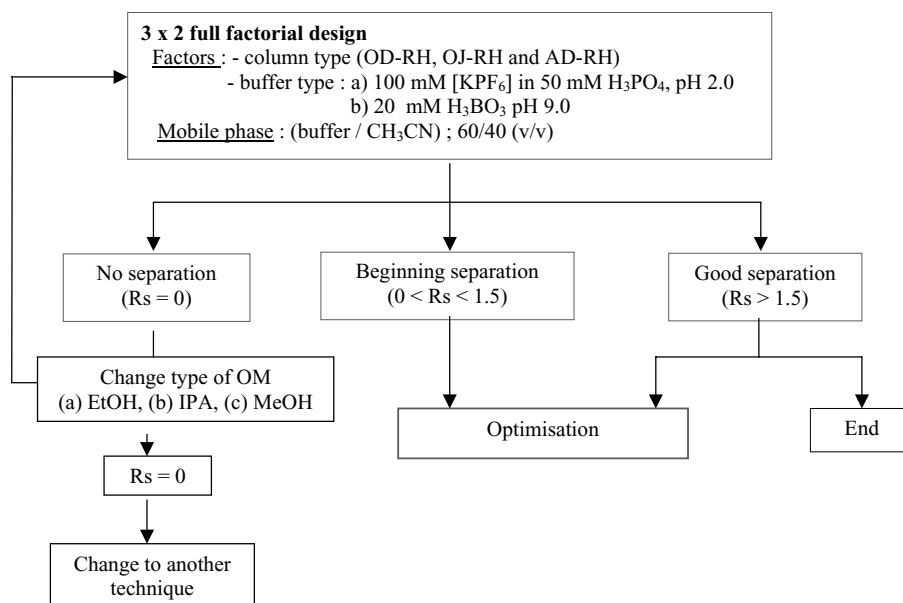 3 x 2 full factorial design
Factors : - column type (OD-RH, OJ-RH and AD-RH)
- buffer type : a) 100 mM [KPF₆] in 50 mM H₃PO₄, pH 2.0
b) 20 mM H₃BO₃ pH 9.0
Mobile phase : (buffer / CH₃CN) ; 60/40 (v/v)
No separation
(Rs = 0)
Beginning separation
(0 < Rs < 1.5)
Good separation
(Rs > 1.5)
Change type of OM
(a) EtOH, (b) IPA, (c) MeOH
Optimisation
End
Rs = 0
Change to another
technique